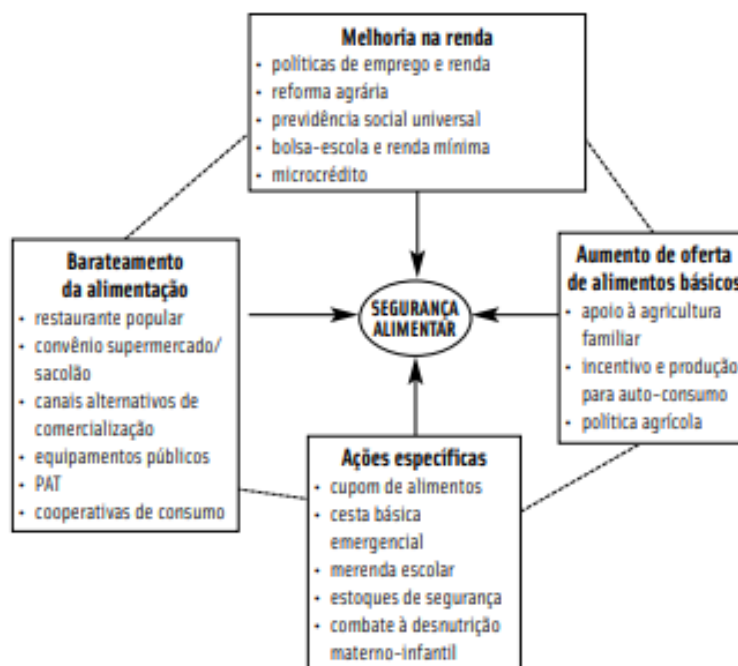 Melhoria na renda
• políticas de emprego e renda
• reforma agrária
• previdência social universal
• bolsa-escola e renda mínima
• microcrédito
Barateamento
da alimentação
• restaurante popular
• convênio supermercado/
sacolão
• canais alternativos de
comercialização
• equipamentos públicos
• PAT
• cooperativas de consumo
SEGURANÇA
ALIMENTAR
Aumento de oferta
de alimentos básicos
• apoio à agricultura
familiar
• incentivo e produção
para auto-consumo
• política agrícola
Ações específicas
• cupom de alimentos
• cesta básica
emergencial
• merenda escolar
• estoques de segurança
• combate à desnutrição
materno-infantil